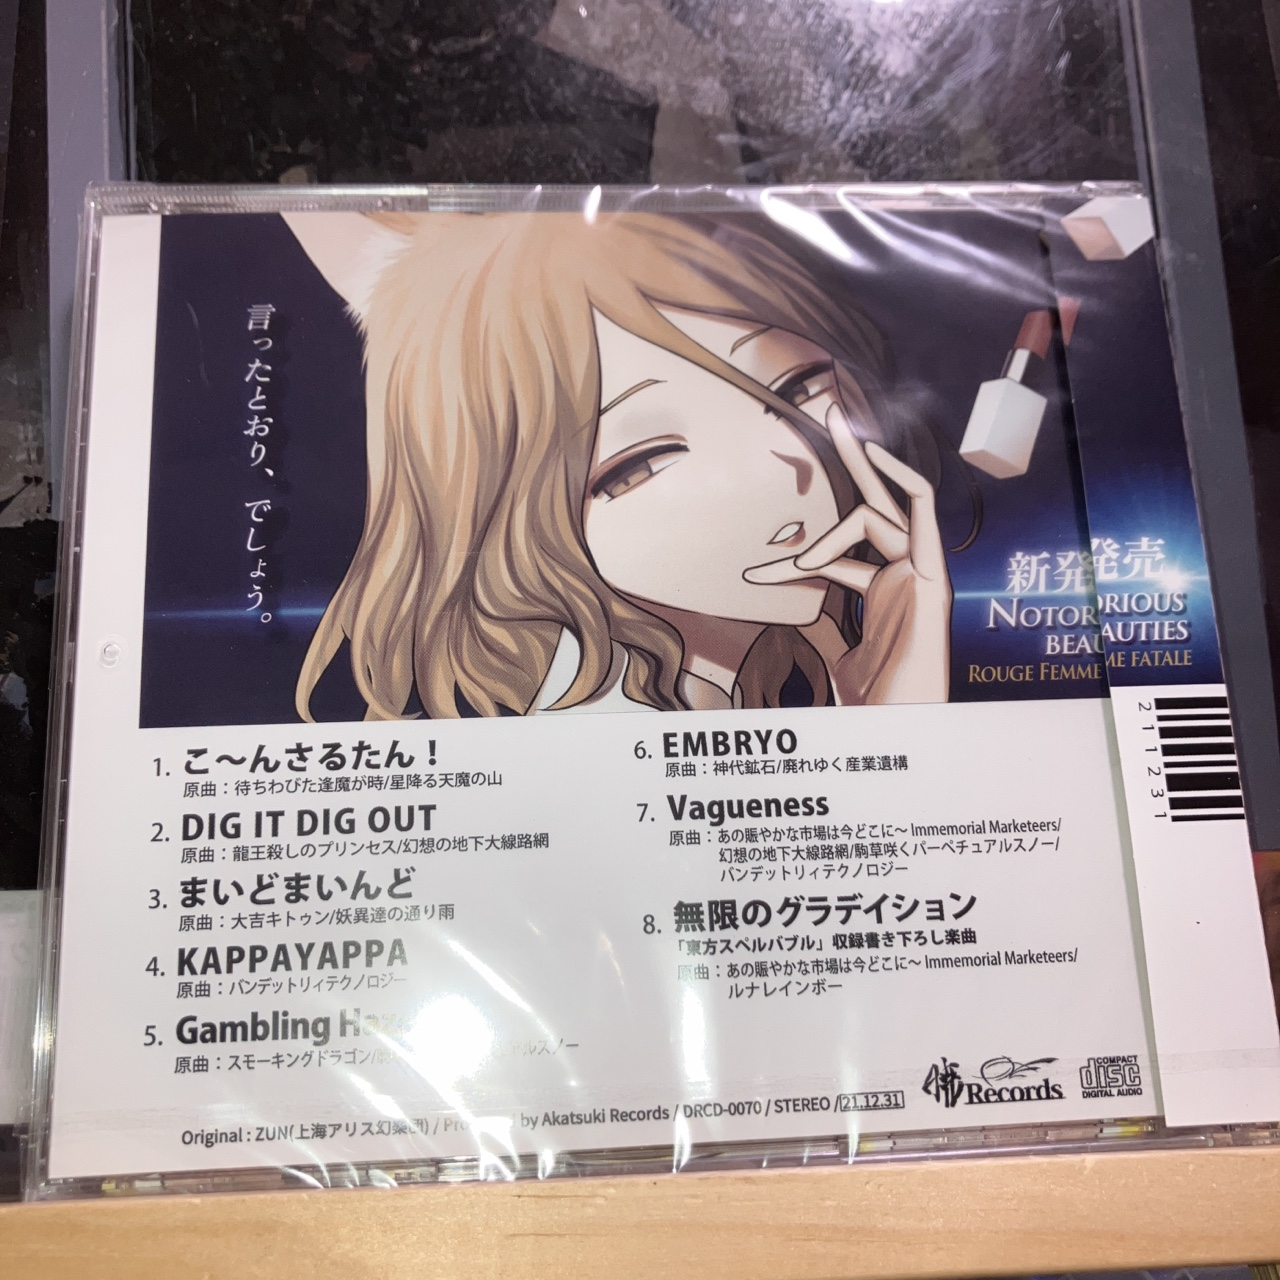 言ったとおり、でしょう。
新発売
NOTORIOUS
BEAUTIES
ROUGE FEMME FATALE
211231
1. こ〜んさるたん！
原曲：待ちわびた逢魔が時/星降る天魔の山
2. DIG IT DIG OUT
原曲：龍王殺しのプリンセス/幻想の地下大線路網
3. まいどまいんど
原曲：大吉キトゥン/妖異達の通り雨
4. KAPPAYAPPA
原曲：バンデットリィテクノロジー
5. Gambling
原曲：スモーキングドラゴン/
6. EMBRYO
原曲：神代鉱石/廃れゆく産業遺構
7. Vagueness
原曲：あの賑やかな市場は今どこに〜 Immemorial Marketeers/
幻想の地下大線路網/駒草咲くパーペチュアルスノー/
バンデットリィテクノロジー
8. 無限のグラデイション
「東方スペルバブル」収録書き下ろし楽曲
原曲：あの賑やかな市場は今どこに〜 Immemorial Marketeers/
ルナレインボー
Original : ZUN(上海アリス幻樂団) / Produced by Akatsuki Records / DRCD-0070 / STEREO / 21.12.31
暁Records
COMPACT
disc
DIGITAL AUDIO